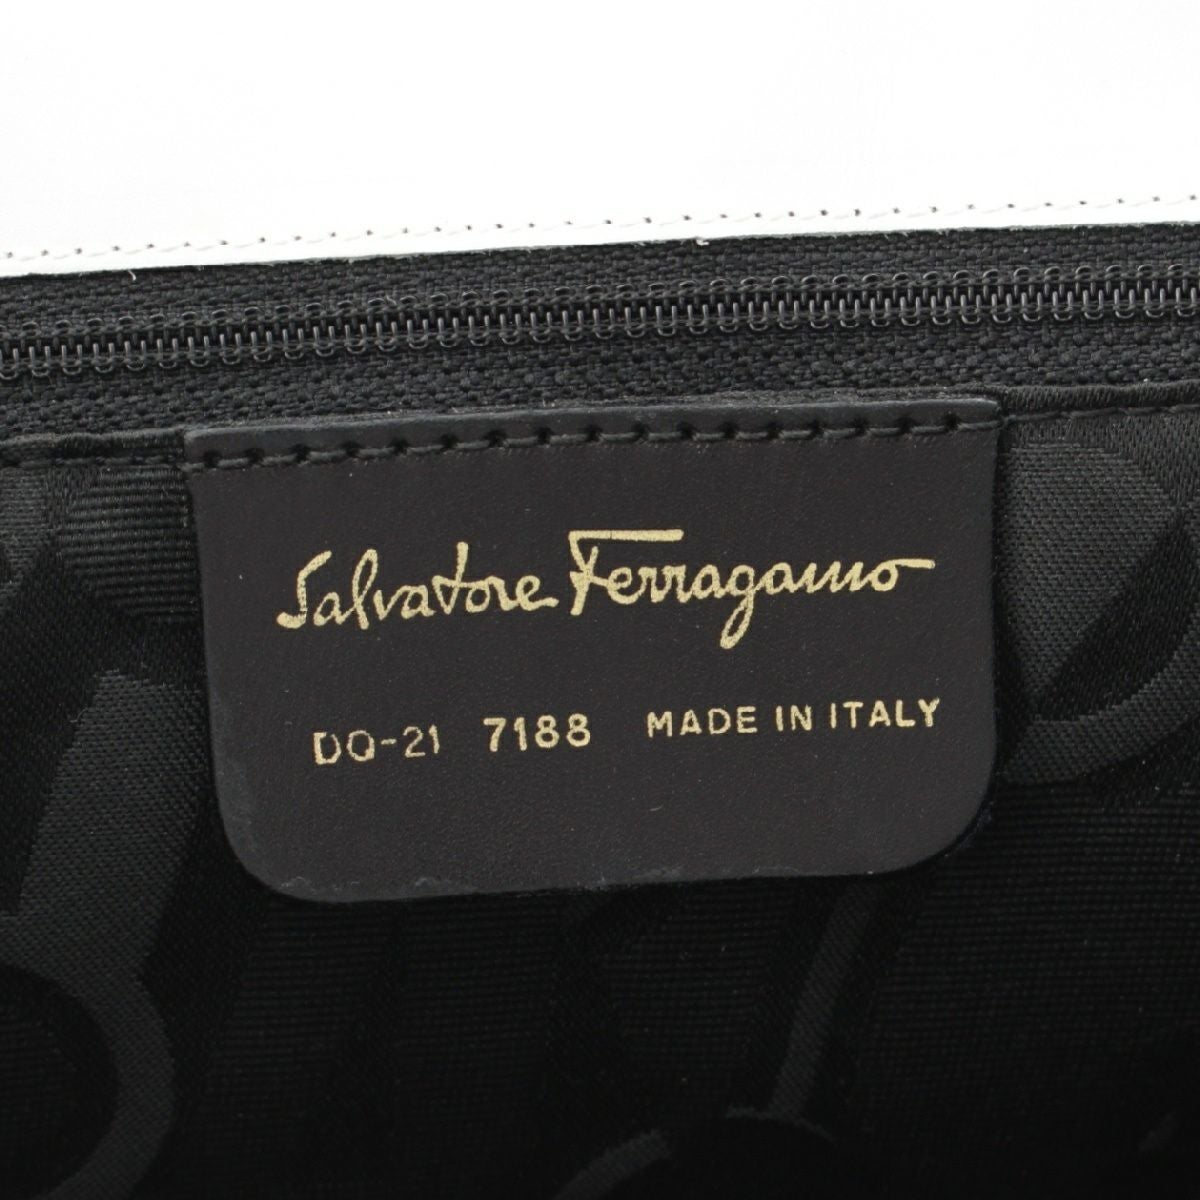 Salvatore Ferragamo
DQ-21 7188 MADE IN ITALY